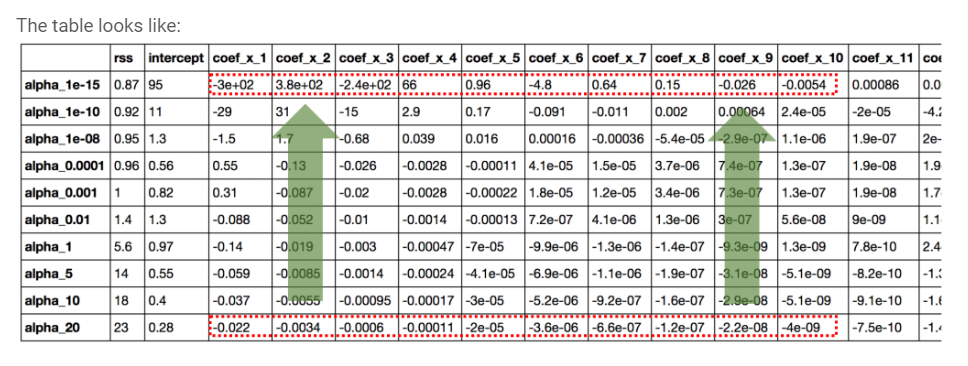 The table looks like:
rss intercept coef_x_1 coef_x_2 coef_x_3 coef_x_4 coef_x_5 coef_x_6 coef_x_7 coef_x_8 coef_x_9 coef_x_10 coef_x_11 coe
alpha_1e-15 0.87 95 -3e+02 3.8e+02 -2.4e+02 66 0.96 -4.8 0.64 0.15 -0.026 -0.0054 0.00086 0.0
alpha_1e-10 0.92 11 -29 31 -15 2.9 0.17 -0.091 -0.011 0.002 0.00064 2.4e-05 -2e-05 -4.2
alpha_1e-08 0.95 1.3 -1.5 1.7 -0.68 0.039 0.016 0.00016 -0.00036 -5.4e-05 -2.9e-07 1.1e-06 1.9e-07 2e-
alpha_0.0001 0.96 0.56 0.55 -0.13 -0.026 -0.0028 -0.00011 4.1e-05 1.5e-05 3.7e-06 7.4e-07 1.3e-07 1.9e-08 1.9
alpha_0.001 1 0.82 0.31 -0.087 -0.02 -0.0028 -0.00022 1.8e-05 1.2e-05 3.4e-06 7.3e-07 1.3e-07 1.9e-08 1.7
alpha_0.01 1.4 1.3 -0.088 -0.052 -0.01 -0.0014 -0.00013 7.2e-07 4.1e-06 1.3e-06 3e-07 5.6e-08 9e-09 1.1
alpha_1 5.6 0.97 -0.14 -0.019 -0.003 -0.00047 -7e-05 -9.9e-06 -1.3e-06 -1.4e-07 -9.3e-09 1.3e-09 7.8e-10 2.4
alpha_5 14 0.55 -0.059 -0.0085 -0.0014 -0.00024 -4.1e-05 -6.9e-06 -1.1e-06 -1.9e-07 -3.1e-08 -5.1e-09 -8.2e-10 -1.3
alpha_10 18 0.4 -0.037 -0.0055 -0.00095 -0.00017 -3e-05 -5.2e-06 -9.2e-07 -1.6e-07 -2.9e-08 -5.1e-09 -9.1e-10 -1.6
alpha_20 23 0.28 -0.022 -0.0034 -0.0006 -0.00011 -2e-05 -3.6e-06 -6.6e-07 -1.2e-07 -2.2e-08 -4e-09 -7.5e-10 -1.4